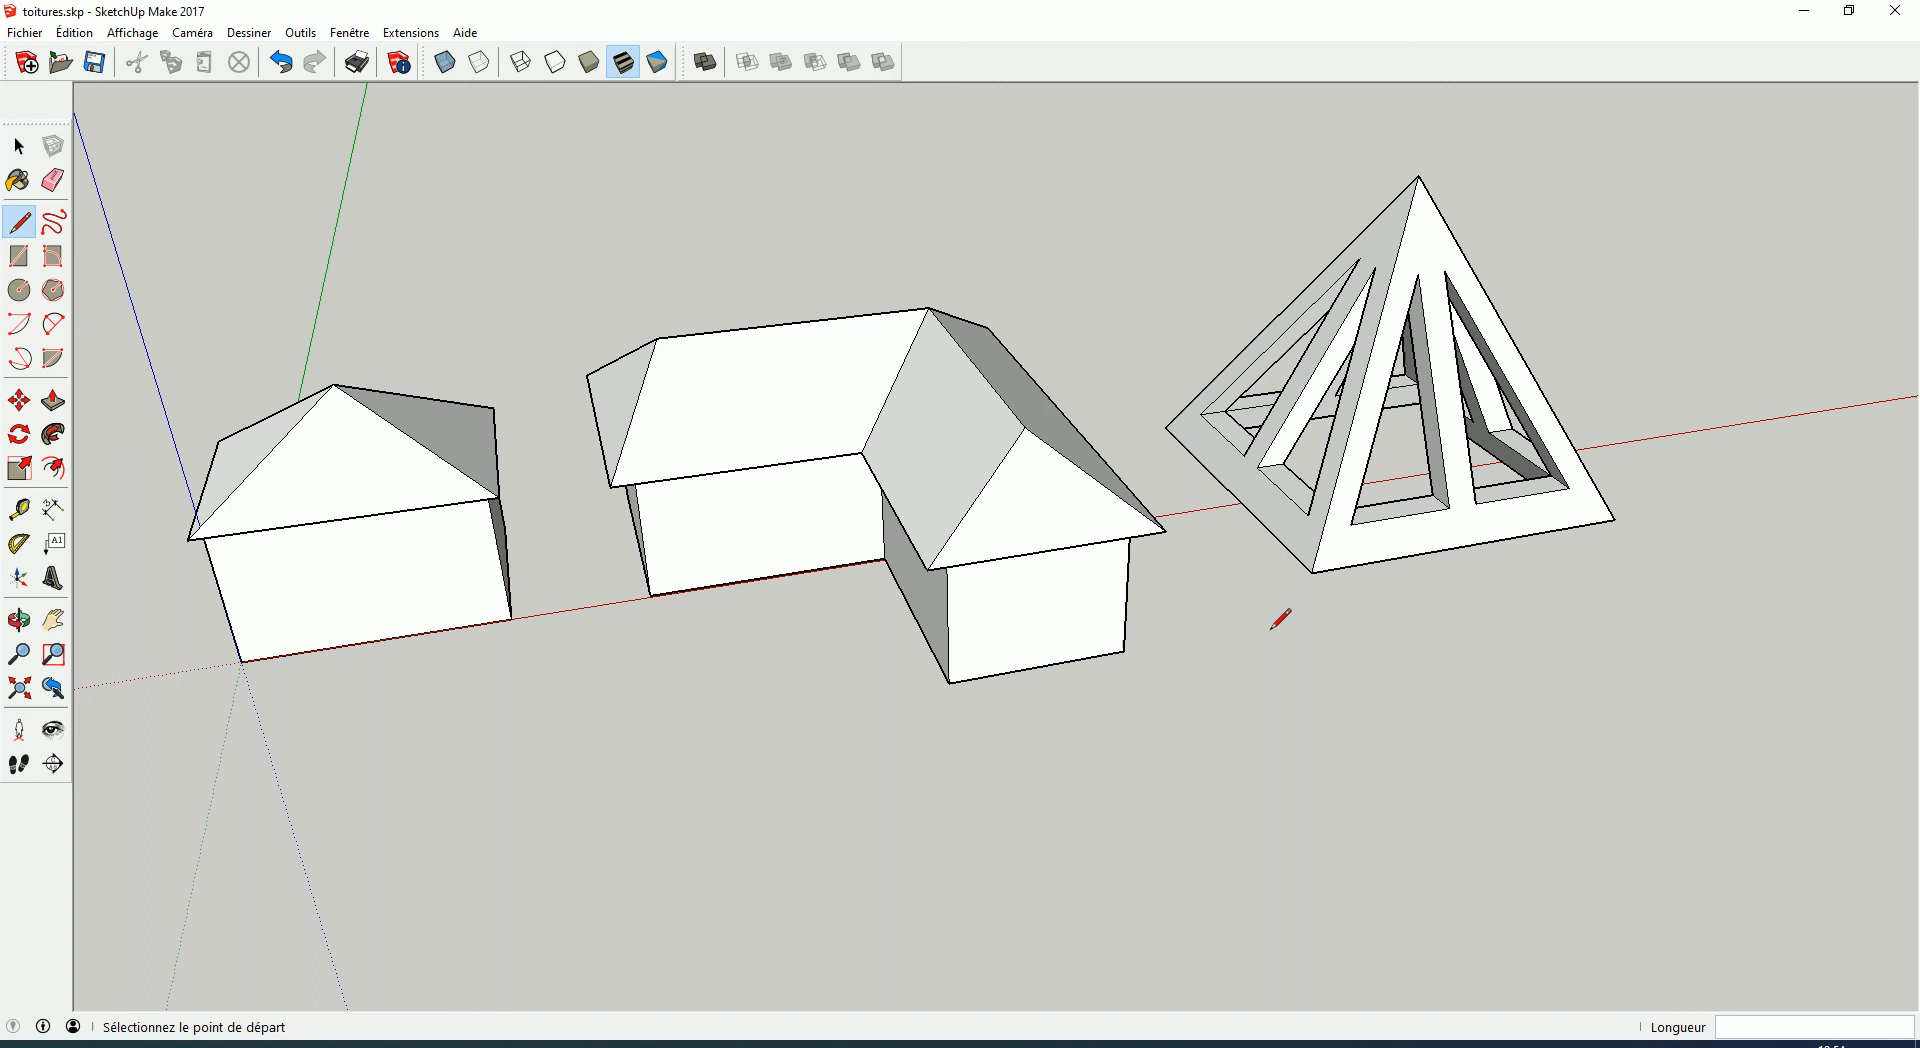 toitures.skp - SketchUp Make 2017
Fichier Édition Affichage Caméra Dessiner Outils Fenêtre Extensions Aide
A1
Sélectionnez le point de départ
Longueur